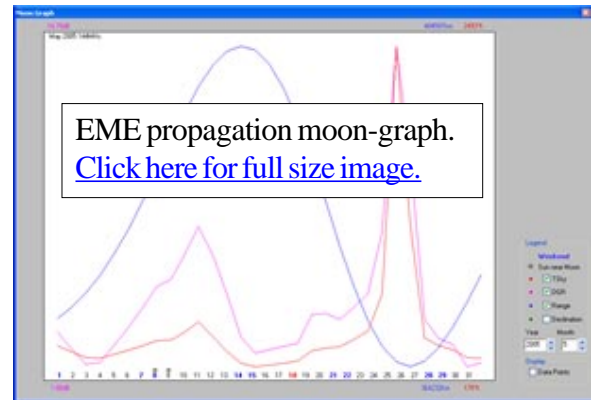 Moon Graph
May 2005 144MHz
EME propagation moon-graph.
Click here for full size image.
Legend
Weekend
Sun near Moon
TSky
DGR
Range
Declination
Year Month
2005 5
Display
Data Points
1 2 3 4 5 6 7 8 9 10 11 12 13 14 15 16 17 18 19 20 21 22 23 24 25 26 27 28 29 30 31